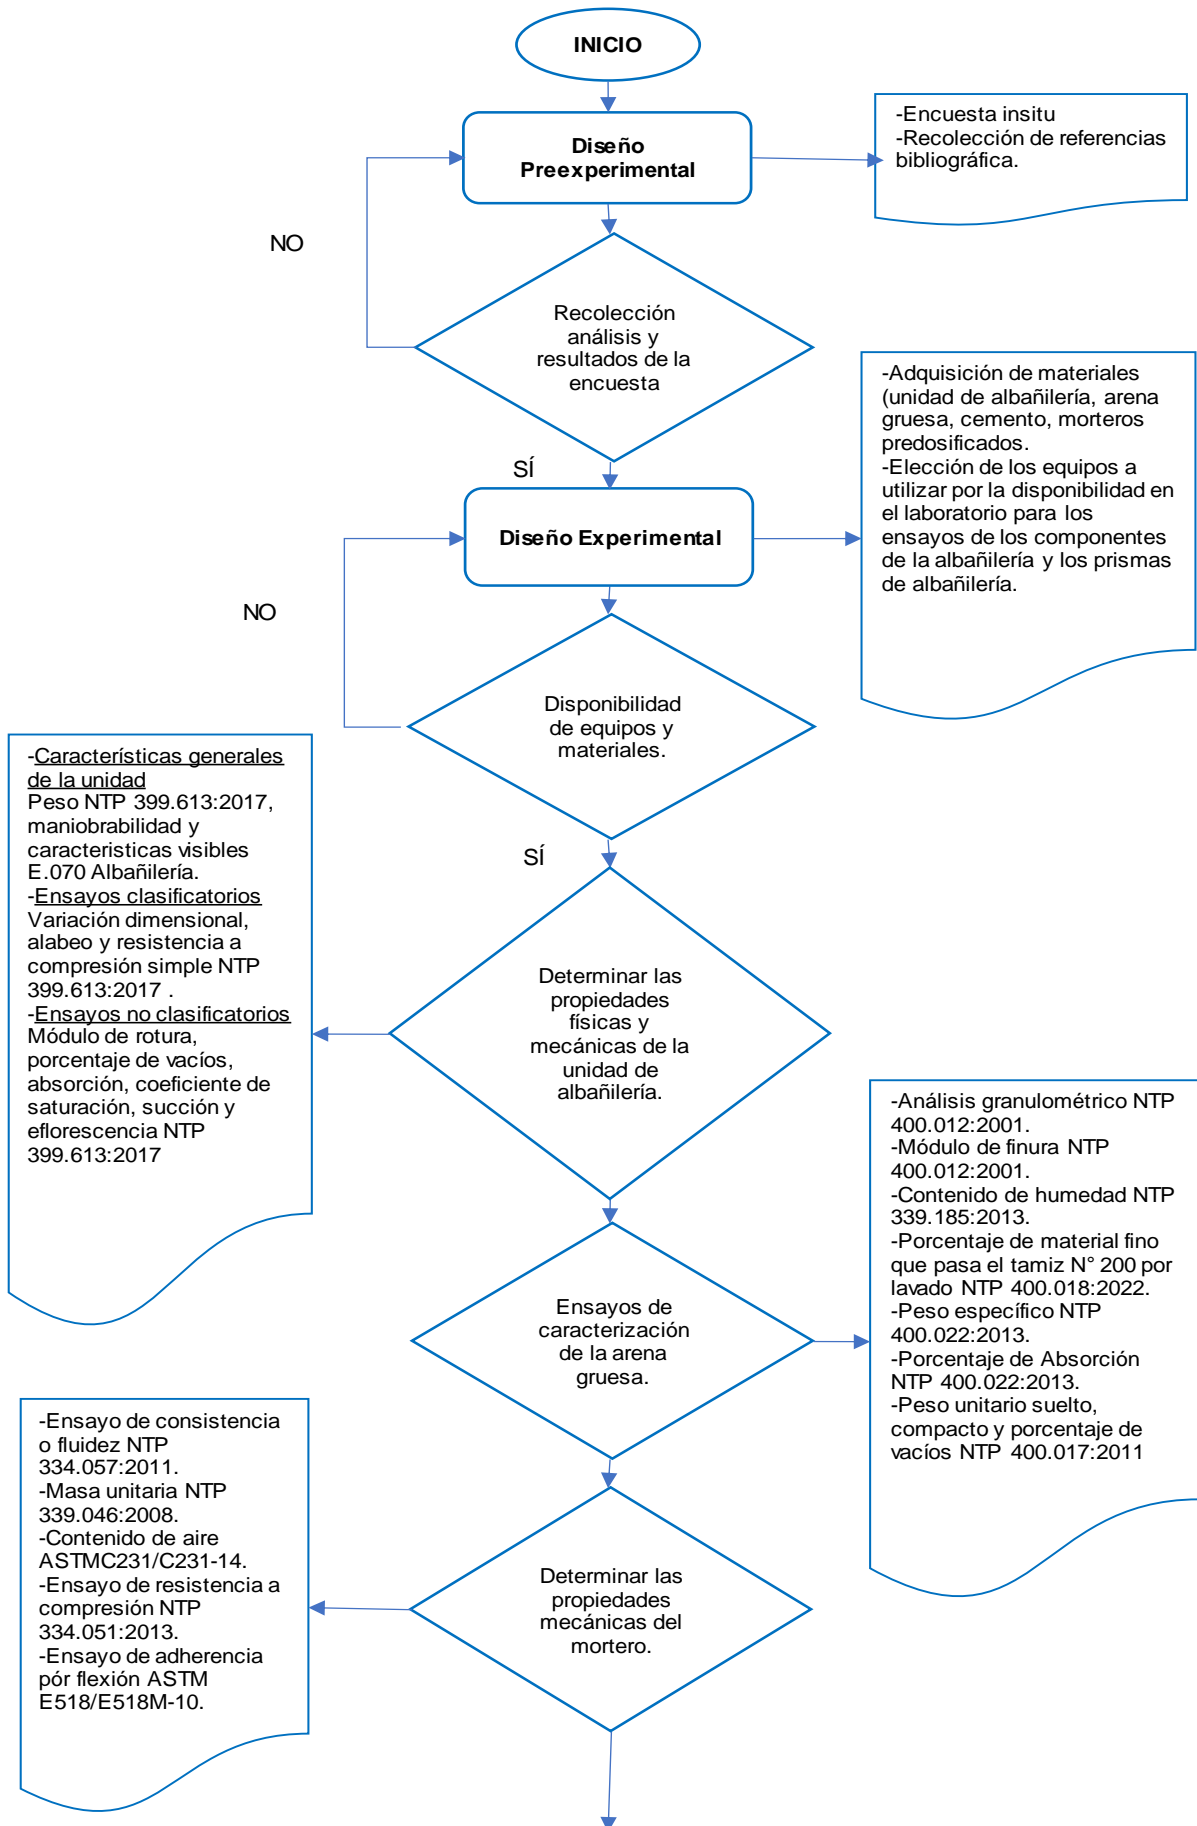 INICIO
Diseño
Preexperimental
-Encuesta insitu
-Recolección de referencias
bibliográfica.
NO
Recolección
análisis y
resultados de la
encuesta
SÍ
Diseño Experimental
-Adquisición de materiales
(unidad de albañilería, arena
gruesa, cemento, morteros
predosificados.
-Elección de los equipos a
utilizar por la disponibilidad en
el laboratorio para los
ensayos de los componentes
de la albañilería y los prismas
de albañilería.
NO
Disponibilidad
de equipos y
materiales.
SÍ
-Características generales
de la unidad
Peso NTP 399.613:2017,
maniobrabilidad y
caracteristicas visibles
E.070 Albañilería.
-Ensayos clasificatorios
Variación dimensional,
alabeo y resistencia a
compresión simple NTP
399.613:2017 .
-Ensayos no clasificatorios
Módulo de rotura,
porcentaje de vacíos,
absorción, coeficiente de
saturación, succión y
eflorescencia NTP
399.613:2017
Determinar las
propiedades
físicas y
mecánicas de la
unidad de
albañilería.
-Análisis granulométrico NTP
400.012:2001.
-Módulo de finura NTP
400.012:2001.
-Contenido de humedad NTP
339.185:2013.
-Porcentaje de material fino
que pasa el tamiz N° 200 por
lavado NTP 400.018:2022.
-Peso específico NTP
400.022:2013.
-Porcentaje de Absorción
NTP 400.022:2013.
-Peso unitario suelto,
compacto y porcentaje de
vacíos NTP 400.017:2011
Ensayos de
caracterización
de la arena
gruesa.
-Ensayo de consistencia
o fluidez NTP
334.057:2011.
-Masa unitaria NTP
339.046:2008.
-Contenido de aire
ASTMC231/C231-14.
-Ensayo de resistencia a
compresión NTP
334.051:2013.
-Ensayo de adherencia
pór flexión ASTM
E518/E518M-10.
Determinar las
propiedades
mecánicas del
mortero.